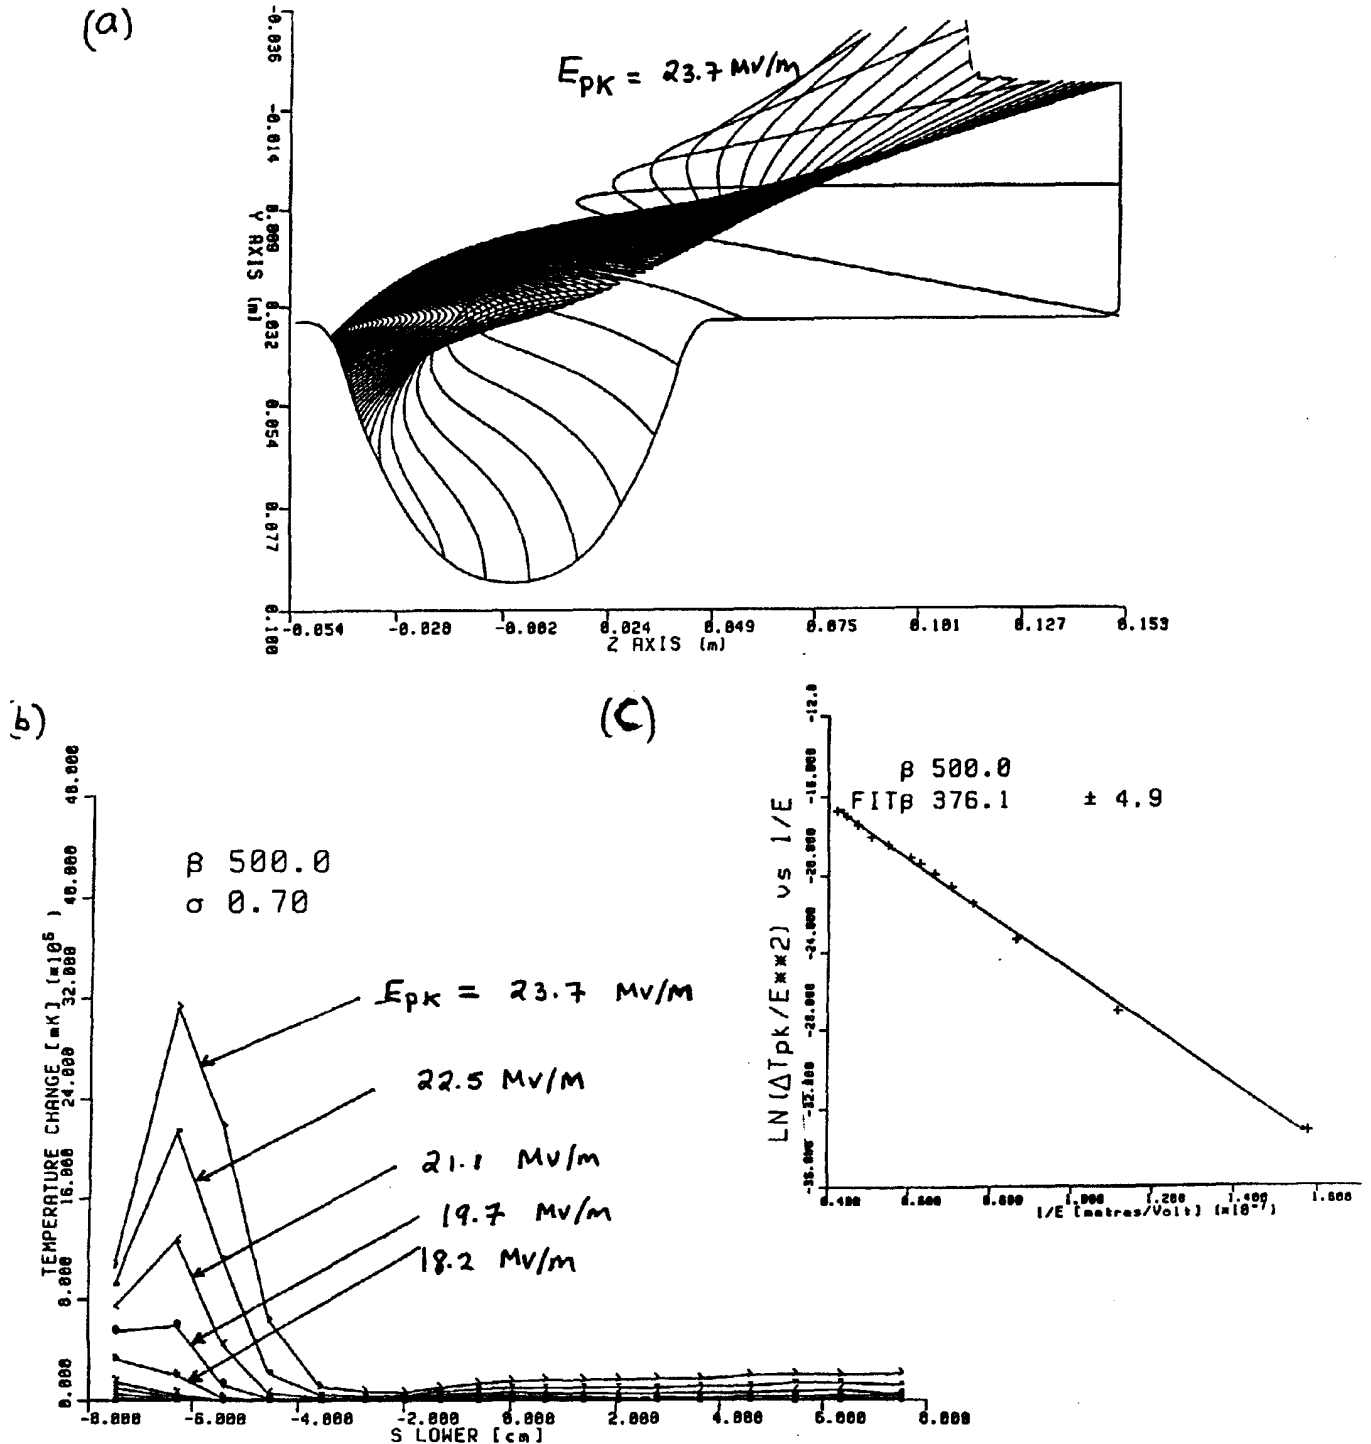 (a)
E_PK = 23.7 MV/m
-0.036
-0.014
0.009
0.032
0.054
0.077
0.100
Y AXIS (m)
-0.054 -0.028 -0.002 0.024 0.049 0.075 0.101 0.127 0.153
Z AXIS (m)
b)
48.000
40.000
32.000
24.000
16.000
8.000
0.000
TEMPERATURE CHANGE [mK] (*10⁶)
β 500.0
σ 0.70
E_PK = 23.7 MV/m
22.5 MV/m
21.1 MV/m
19.7 MV/m
18.2 MV/m
-8.000 -6.000 -4.000 -2.000 0.000 2.000 4.000 6.000 8.000
S LOWER [cm]
(C)
-12.0
-16.000
-20.000
-24.000
-28.000
-32.000
-36.000
LN(ΔTpk/E**2) vs 1/E
β 500.0
FITβ 376.1 ± 4.9
0.400 0.600 0.800 1.000 1.200 1.400 1.600
1/E [metres/Volt] (*10⁻⁷)